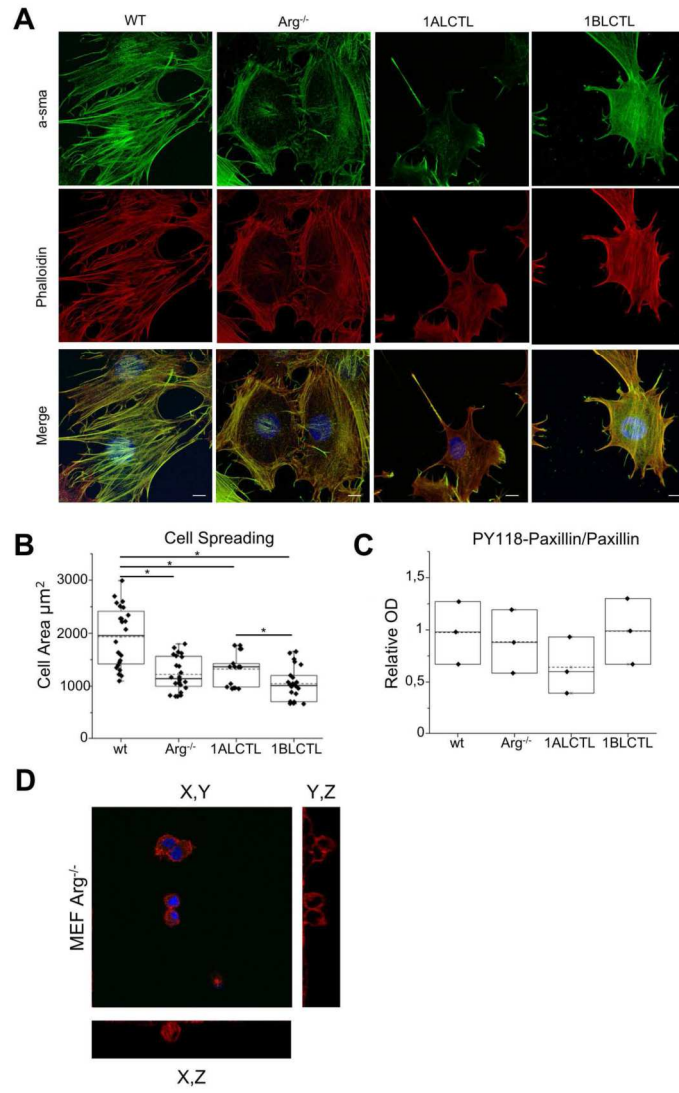 A
WT Arg-/- 1ALCTL 1BLCTL
a-sma
Phalloidin
Merge
B
Cell Spreading
Cell Area µm²
3000
2000
1000
0
* * * *
wt Arg-/- 1ALCTL 1BLCTL
C
PY118-Paxillin/Paxillin
Relative OD
1,5
1
0,5
0
wt Arg-/- 1ALCTL 1BLCTL
D
X,Y Y,Z
MEF Arg-/-
X,Z